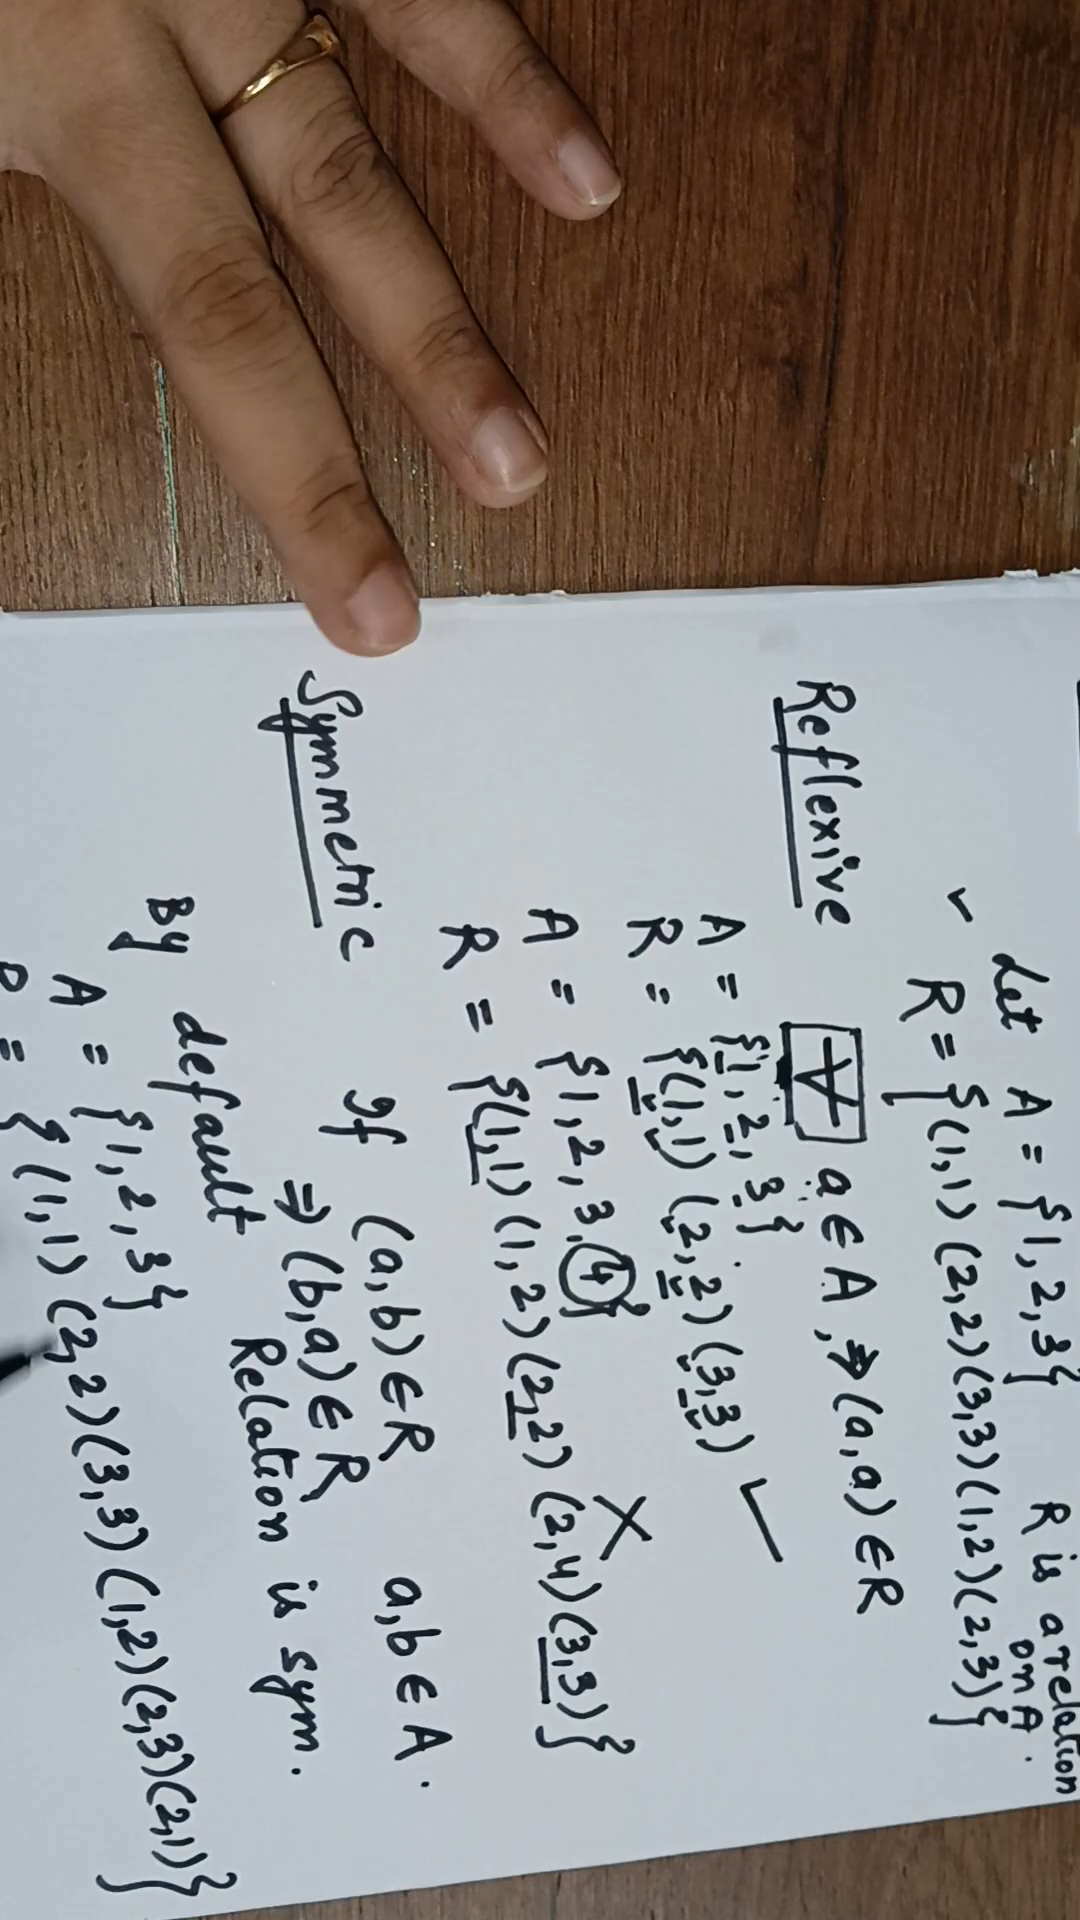 Let A = {1, 2, 3} R is a relation
on A.
R = {(1,1) (2,2) (3,3) (1,2) (2,3)}
Reflexive ∀ a ∈ A, ⇒ (a,a) ∈ R
A = {1, 2, 3}
R = {(1,1) (2,2) (3,3) ✓
A = {1, 2, 3, 4} ✗
R = {(1,1) (1,2) (2,2) (2,4) (3,3)}
Symmetric If (a,b) ∈ R a,b ∈ A.
⇒ (b,a) ∈ R
By default Relation is sym.
A = {1, 2, 3}
R = {(1,1) (2,2) (3,3) (1,2) (2,3) (2,1)}